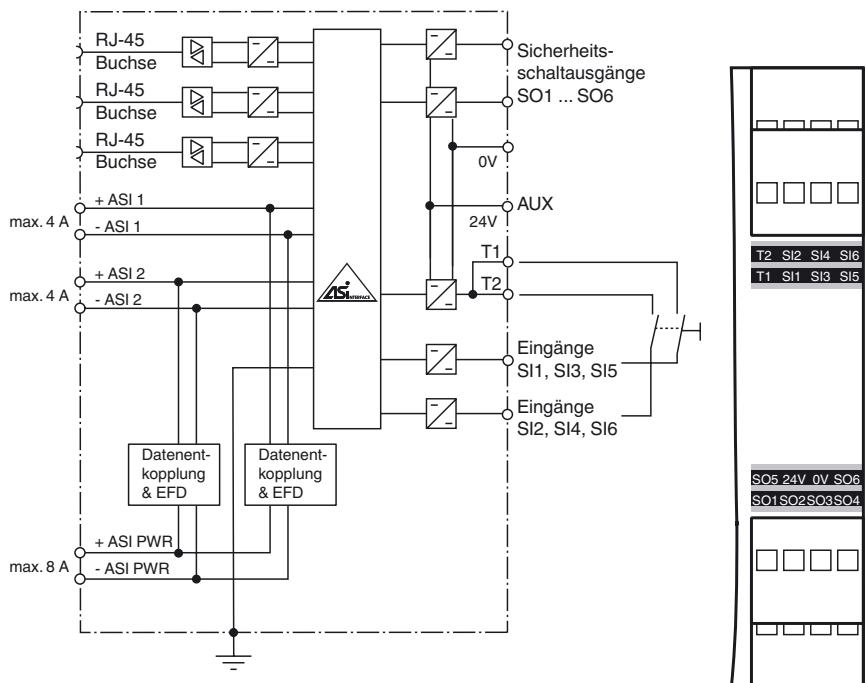 RJ-45
Buchse
RJ-45
Buchse
RJ-45
Buchse
+ ASI 1
max. 4 A
- ASI 1
+ ASI 2
max. 4 A
- ASI 2
Datenent-
kopplung
& EFD
Datenent-
kopplung
& EFD
+ ASI PWR
max. 8 A
- ASI PWR
ASi INTERFACE
Sicherheits-
schaltausgänge
SO1 ... SO6
0V
AUX
24V
T1
T2
Eingänge
SI1, SI3, SI5
Eingänge
SI2, SI4, SI6
T2 SI2 SI4 SI6
T1 SI1 SI3 SI5
SO5 24V 0V SO6
SO1 SO2 SO3 SO4